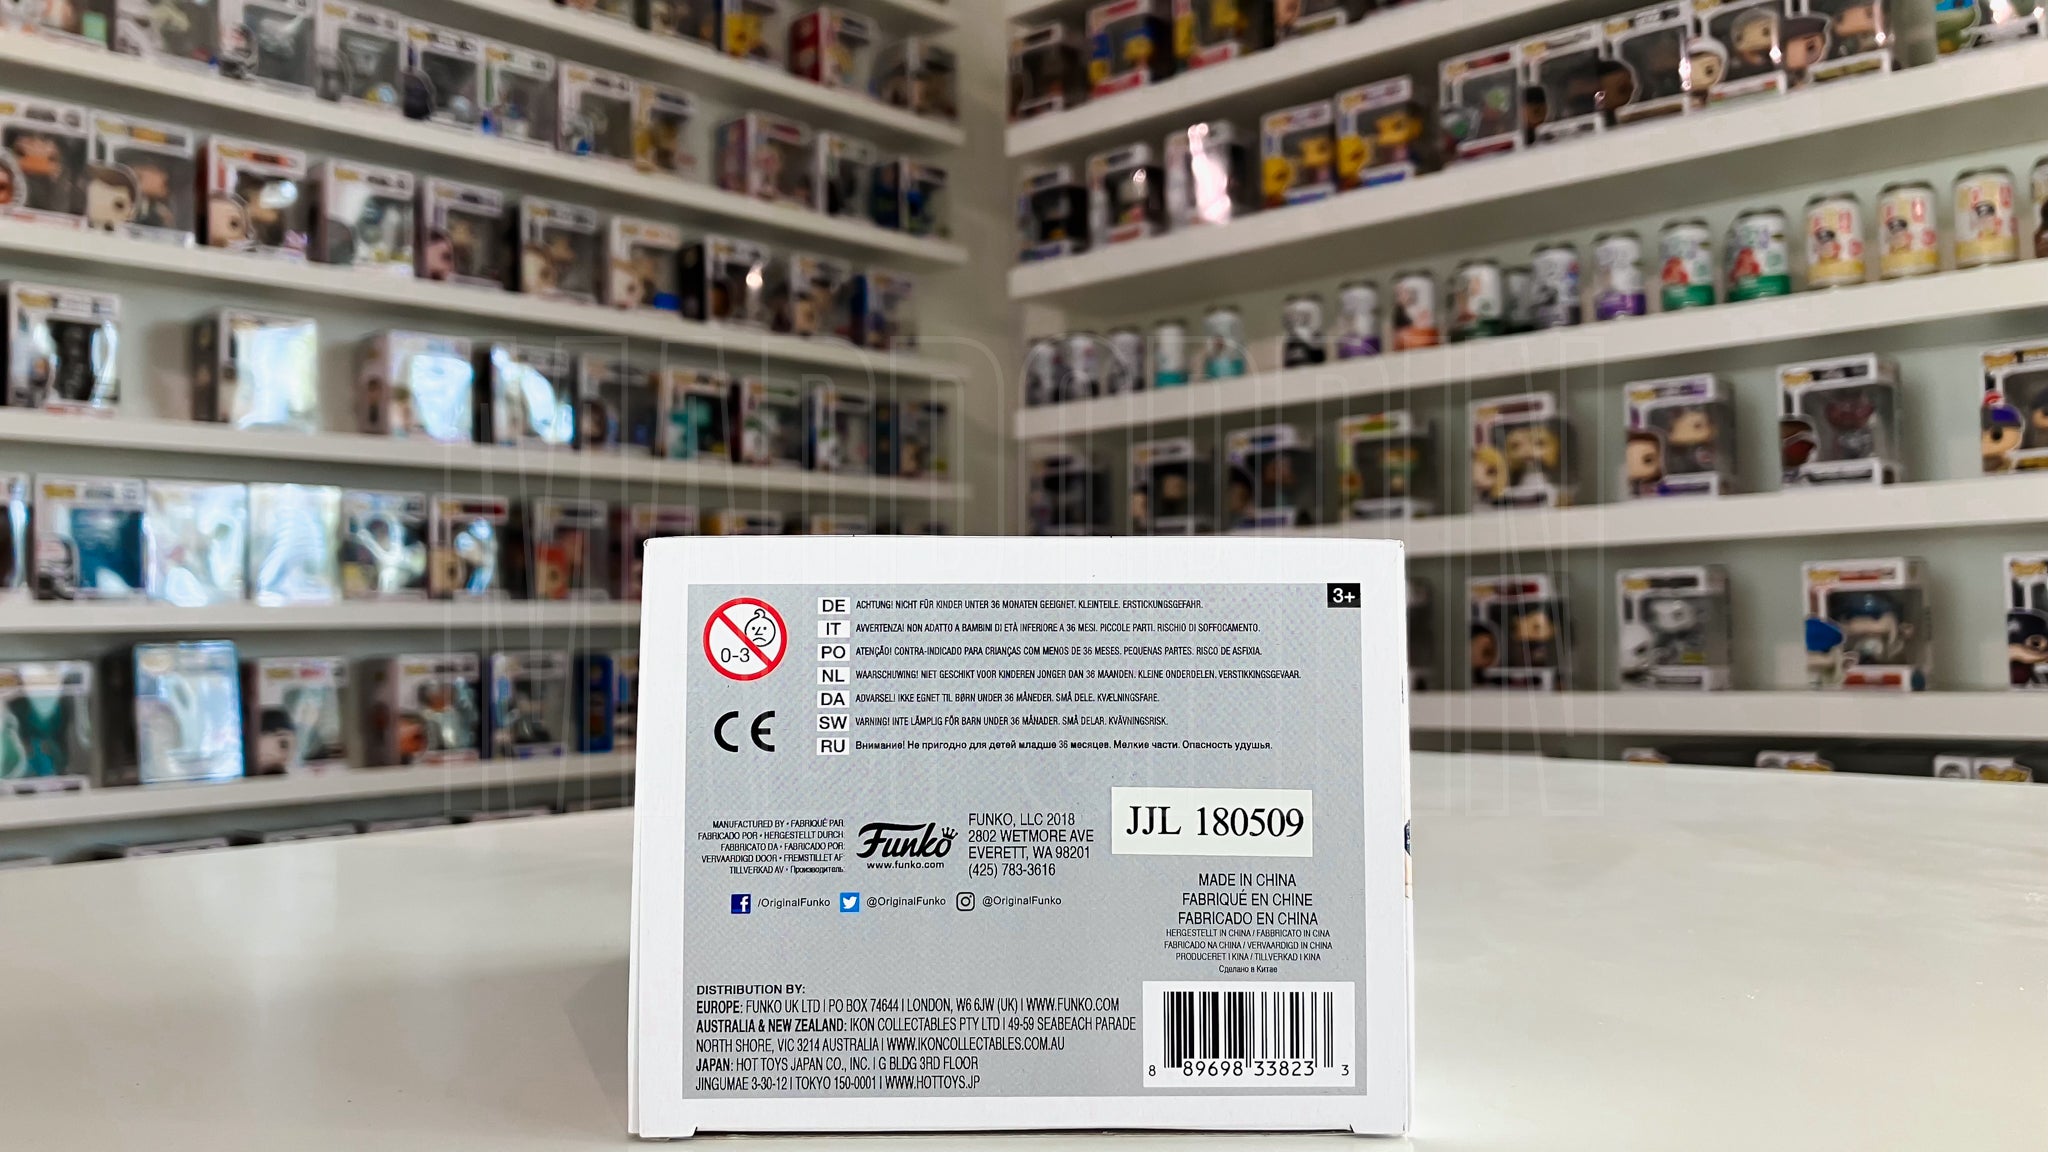 3+
0-3
DE ACHTUNG! NICHT FÜR KINDER UNTER 36 MONATEN GEEIGNET. KLEINTEILE. ERSTICKUNGSGEFAHR.
IT AVVERTENZA! NON ADATTO A BAMBINI DI ETÀ INFERIORE A 36 MESI. PICCOLE PARTI. RISCHIO DI SOFFOCAMENTO.
PO ATENÇÃO! CONTRA-INDICADO PARA CRIANÇAS COM MENOS DE 36 MESES. PEQUENAS PARTES. RISCO DE ASFIXIA.
NL WAARSCHUWING! NIET GESCHIKT VOOR KINDEREN JONGER DAN 36 MAANDEN. KLEINE ONDERDELEN. VERSTIKKINGSGEVAAR.
DA ADVARSEL! IKKE EGNET TIL BØRN UNDER 36 MÅNEDER. SMÅ DELE. KVÆLNINGSFARE.
SW VARNING! INTE LÄMPLIG FÖR BARN UNDER 36 MÅNADER. SMÅ DELAR. KVÄVNINGSRISK.
RU Внимание! Не пригодно для детей младше 36 месяцев. Мелкие части. Опасность удушья.
CE
MANUFACTURED BY • FABRIQUÉ PAR
FABRICADO POR • HERGESTELLT DURCH
FABBRICATO DA • FABRICADO POR:
VERVAARDIGD DOOR • FREMSTILLET AF
TILLVERKAD AV • Производитель:
Funko
www.funko.com
FUNKO, LLC 2018
2802 WETMORE AVE
EVERETT, WA 98201
(425) 783-3616
/OriginalFunko @OriginalFunko @OriginalFunko
JJL 180509
MADE IN CHINA
FABRIQUÉ EN CHINE
FABRICADO EN CHINA
HERGESTELLT IN CHINA / FABBRICATO IN CINA
FABRICADO NA CHINA / VERVAARDIGD IN CHINA
PRODUCERET I KINA / TILLVERKAD I KINA
Сделано в Китае
DISTRIBUTION BY:
EUROPE: FUNKO UK LTD I PO BOX 74644 I LONDON, W6 6JW (UK) I WWW.FUNKO.COM
AUSTRALIA & NEW ZEALAND: IKON COLLECTABLES PTY LTD I 49-59 SEABEACH PARADE
NORTH SHORE, VIC 3214 AUSTRALIA I WWW.IKONCOLLECTABLES.COM.AU
JAPAN: HOT TOYS JAPAN CO., INC. I G BLDG 3RD FLOOR
JINGUMAE 3-30-12 I TOKYO 150-0001 I WWW.HOTTOYS.JP
8 89698 33823 3